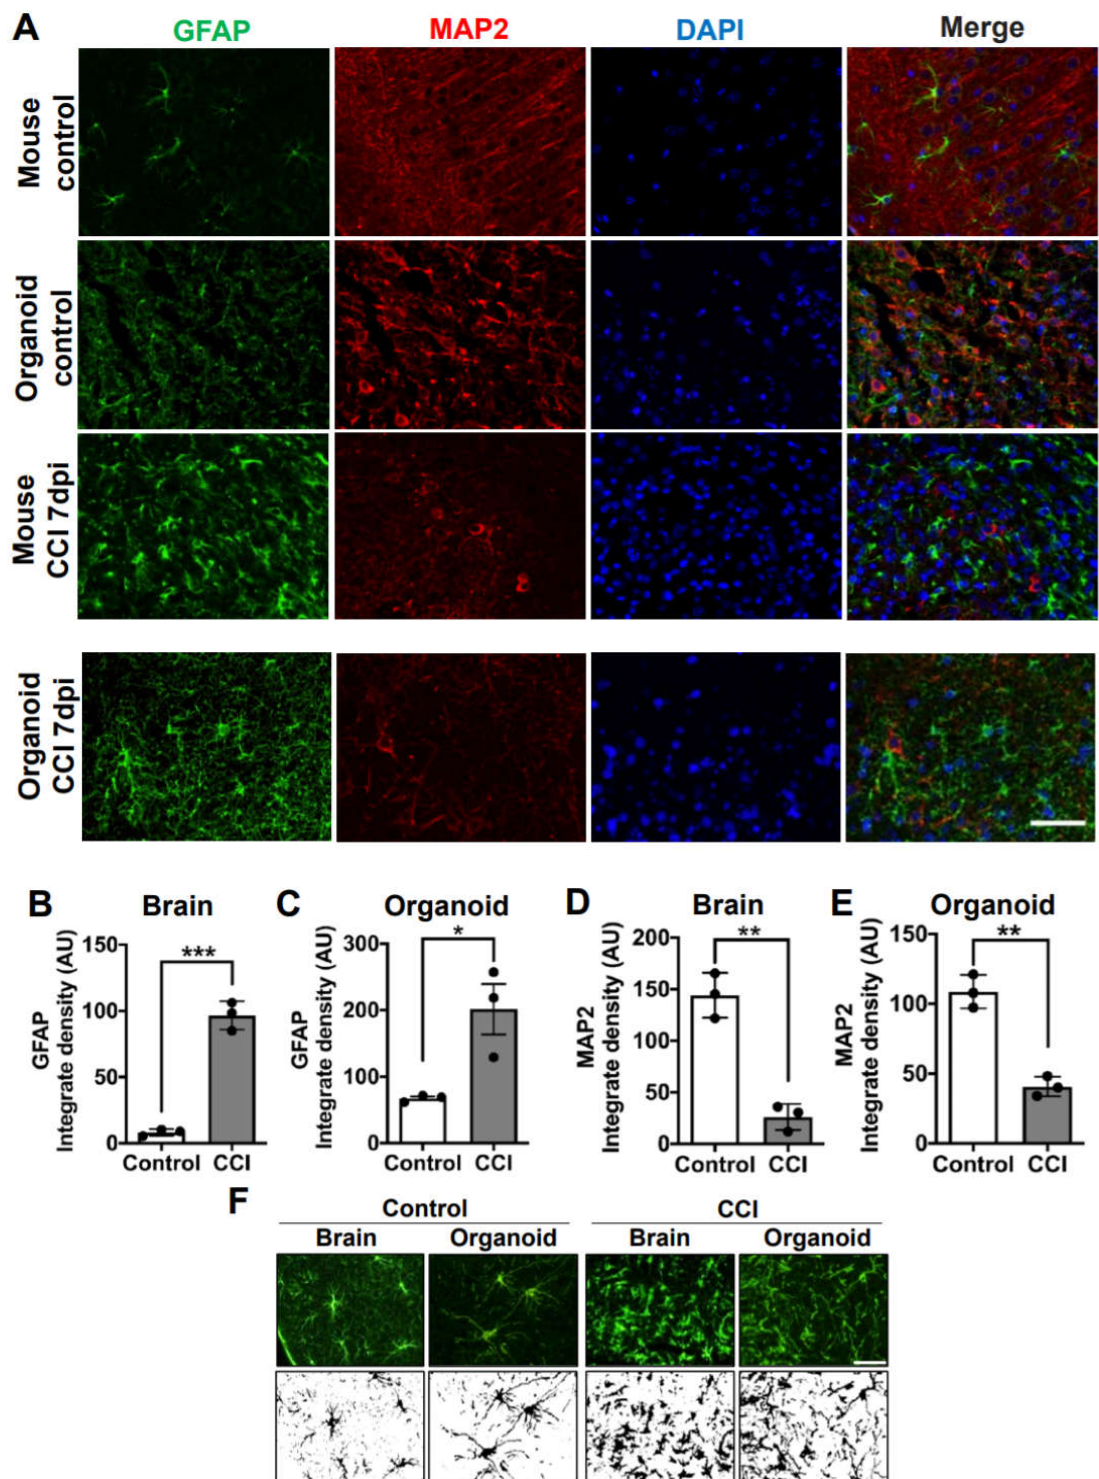 A
GFAP MAP2 DAPI Merge
Mouse
control
Organoid
control
Mouse
CCI 7dpi
Organoid
CCI 7dpi
B Brain
GFAP
Integrate density (AU)
150
100
50
0
***
Control CCI
C Organoid
GFAP
Integrate density (AU)
300
200
100
0
*
Control CCI
D Brain
MAP2
Integrate density (AU)
200
150
100
50
0
**
Control CCI
E Organoid
MAP2
Integrate density (AU)
150
100
50
0
**
Control CCI
F
Control CCI
Brain Organoid Brain Organoid